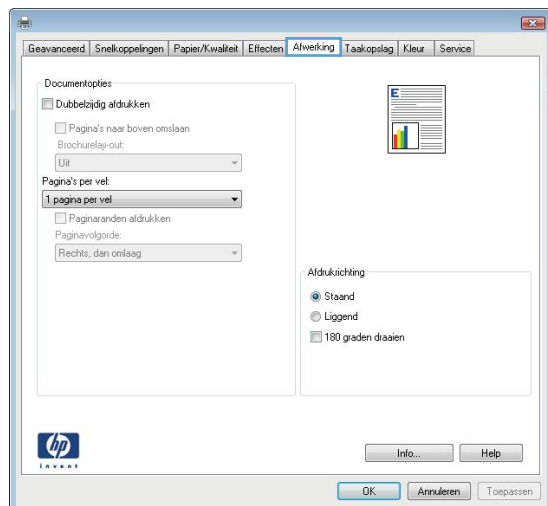 Geavanceerd Snelkoppelingen Papier/Kwaliteit Effecten Afwerking Taakopslag Kleur Service
Documentopties
Dubbelzijdig afdrukken
Pagina's naar boven omslaan
Brochurelay-out:
Uit
Pagina's per vel:
1 pagina per vel
Paginaranden afdrukken
Paginavolgorde:
Rechts, dan omlaag
E
Afdrukrichting
Staand
Liggend
180 graden draaien
hp
invent
Info... Help
OK Annuleren Toepassen